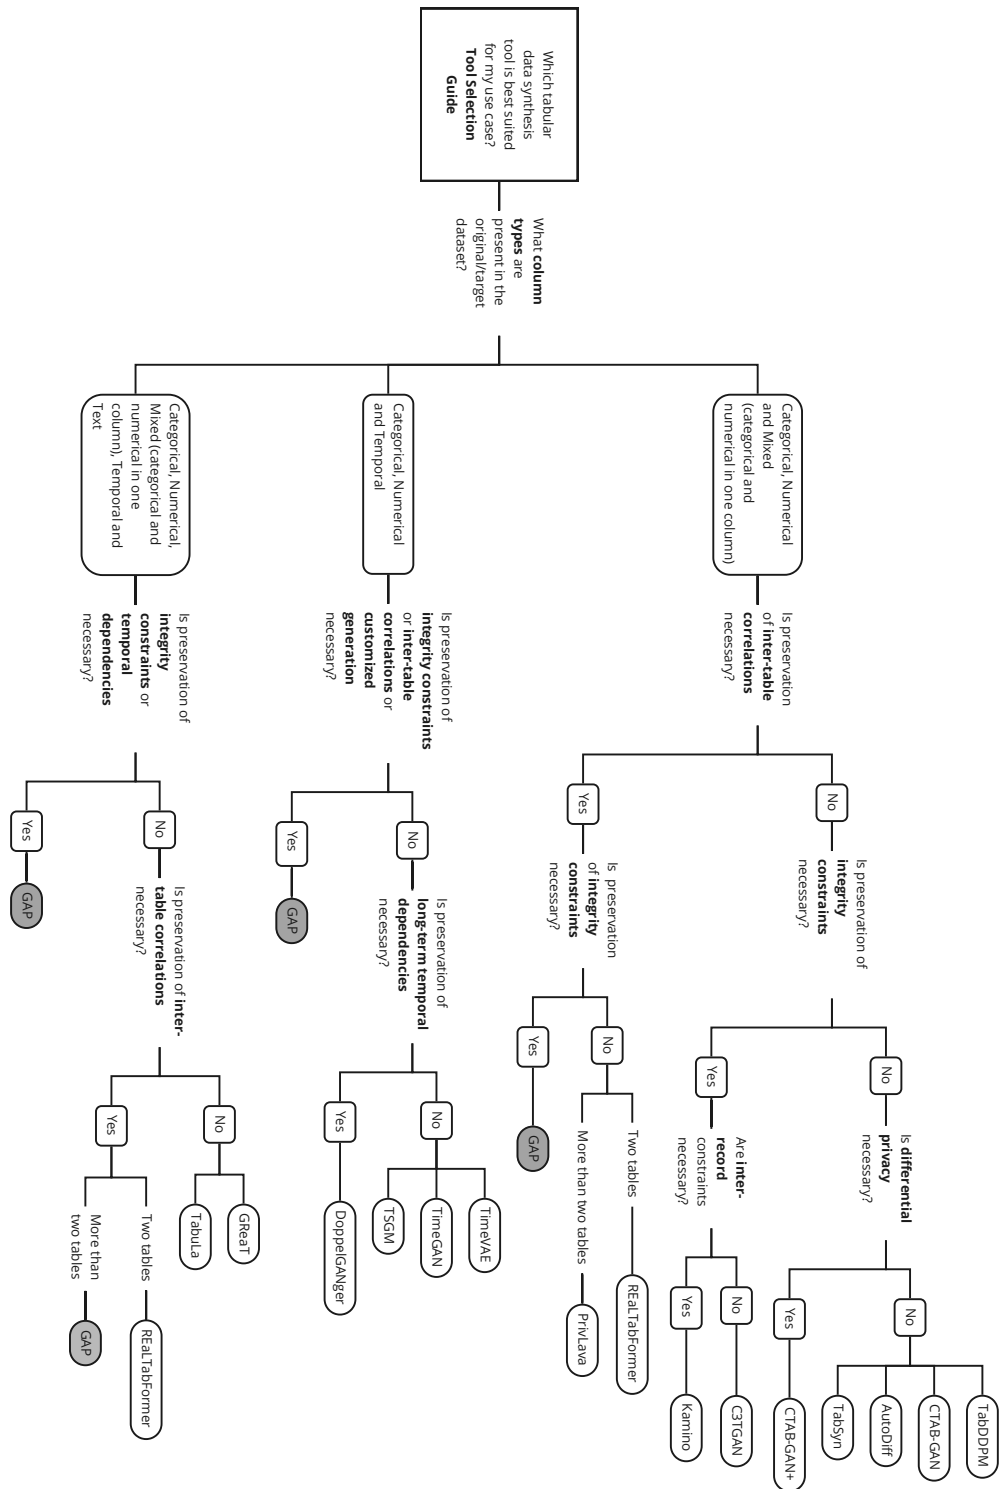 Which tabular
data synthesis
tool is best suited
for my use case?
Tool Selection
Guide
What column
types are
present in the
original/target
dataset?
Categorical, Numerical
and Mixed
(categorical and
numerical in one column)
Is preservation
of inter-table
correlations
necessary?
No
Is preservation of
integrity
constraints
necessary?
No
Is differential
privacy
necessary?
No
TabDDPM
CTAB-GAN
AutoDiff
TabSyn
Yes
CTAB-GAN+
Yes
Are inter-
record
constraints
necessary?
No
C3TGAN
Yes
Kamino
Yes
Is preservation
of integrity
constraints
necessary?
No
Two tables
REaLTabFormer
More than two tables
PrivLava
Yes
GAP
Categorical, Numerical
and Temporal
Is preservation of
integrity constraints
or inter-table
correlations or
customized
generation
necessary?
No
Is preservation of
long-term temporal
dependencies
necessary?
No
TimeVAE
TimeGAN
TSGM
Yes
DoppelGANger
Yes
GAP
Categorical, Numerical,
Mixed (categorical and
numerical in one
column), Temporal and
Text
Is preservation of
integrity
constraints or
temporal
dependencies
necessary?
No
Is preservation of inter-
table correlations
necessary?
No
GReaT
TabuLa
Yes
Two tables
REaLTabFormer
More than
two tables
GAP
Yes
GAP